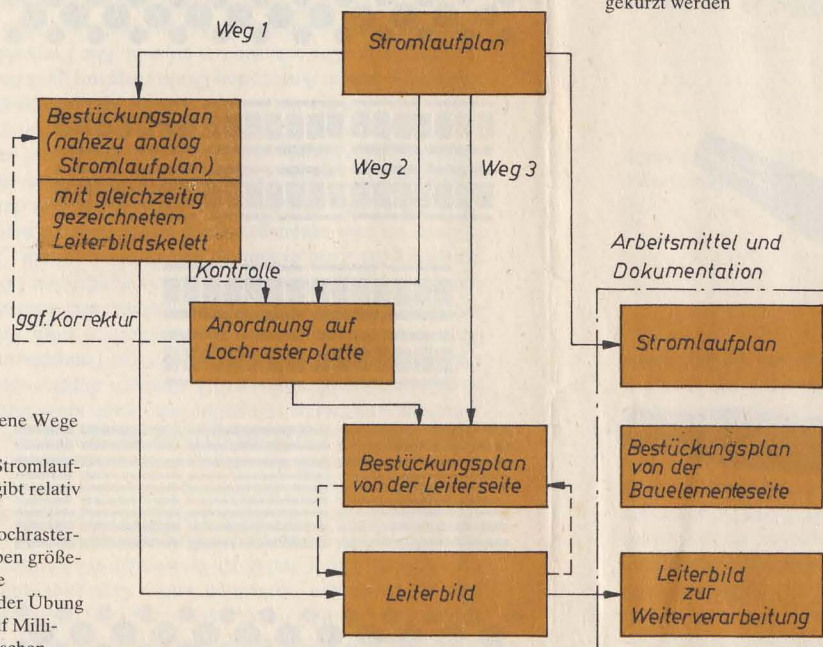 gekürzt werden
Weg 1
Stromlaufplan
Bestückungsplan
(nahezu analog
Stromlaufplan)
mit gleichzeitig
gezeichnetem
Leiterbildskelett
Weg 2
Weg 3
Kontrolle
ggf. Korrektur
Anordnung auf
Lochrasterplatte
Bestückungsplan
von der Leiterseite
Leiterbild
Arbeitsmittel und
Dokumentation
Stromlaufplan
Bestückungsplan
von der
Bauelementeseite
Leiterbild
zur
Weiterverarbeitung
ene Wege
Stromlauf-
gibt relativ
ochraster-
ben größe-
e
der Übung
uf Milli-